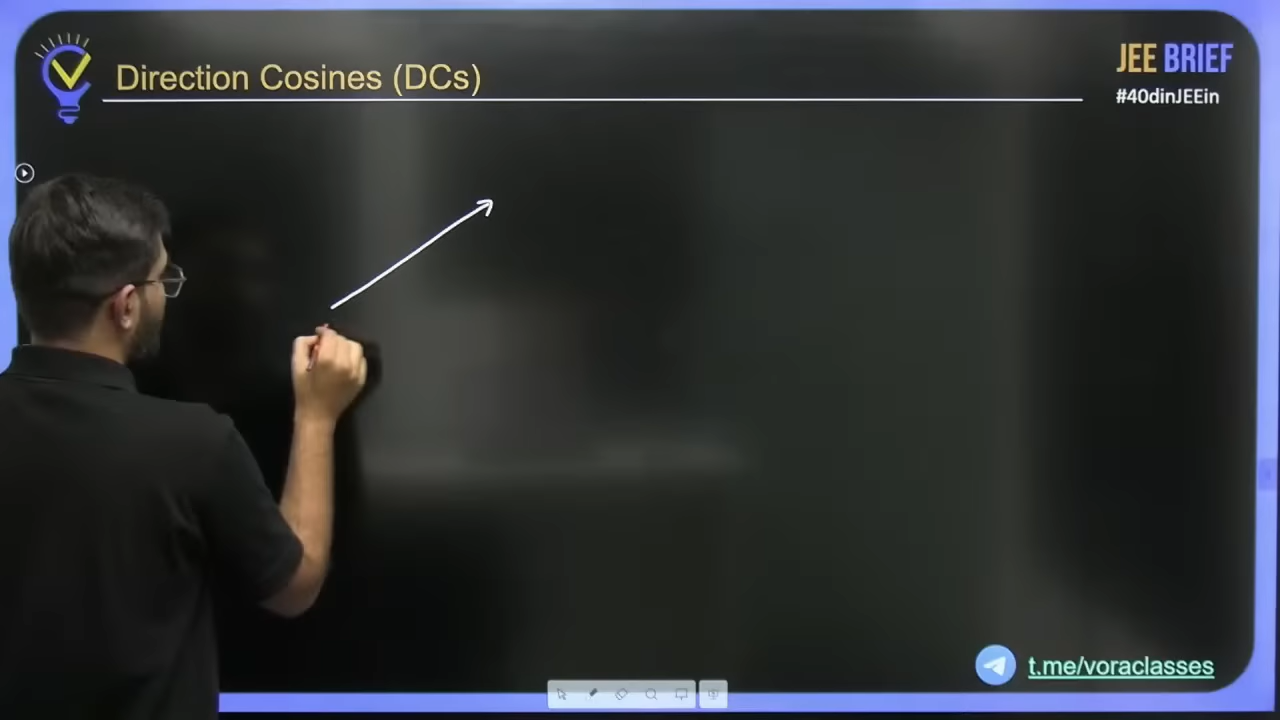 Direction Cosines (DCs)
JEE BRIEF
#40dinJEEin
t.me/voraclasses